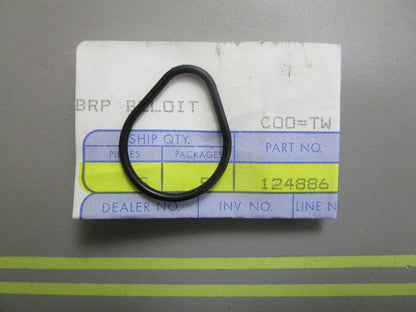 BRP BELOIT
COO=TW
SHIP QTY.
PIECES PACKAGES PART NO.
124886
DEALER NO. INV. NO. LINE N